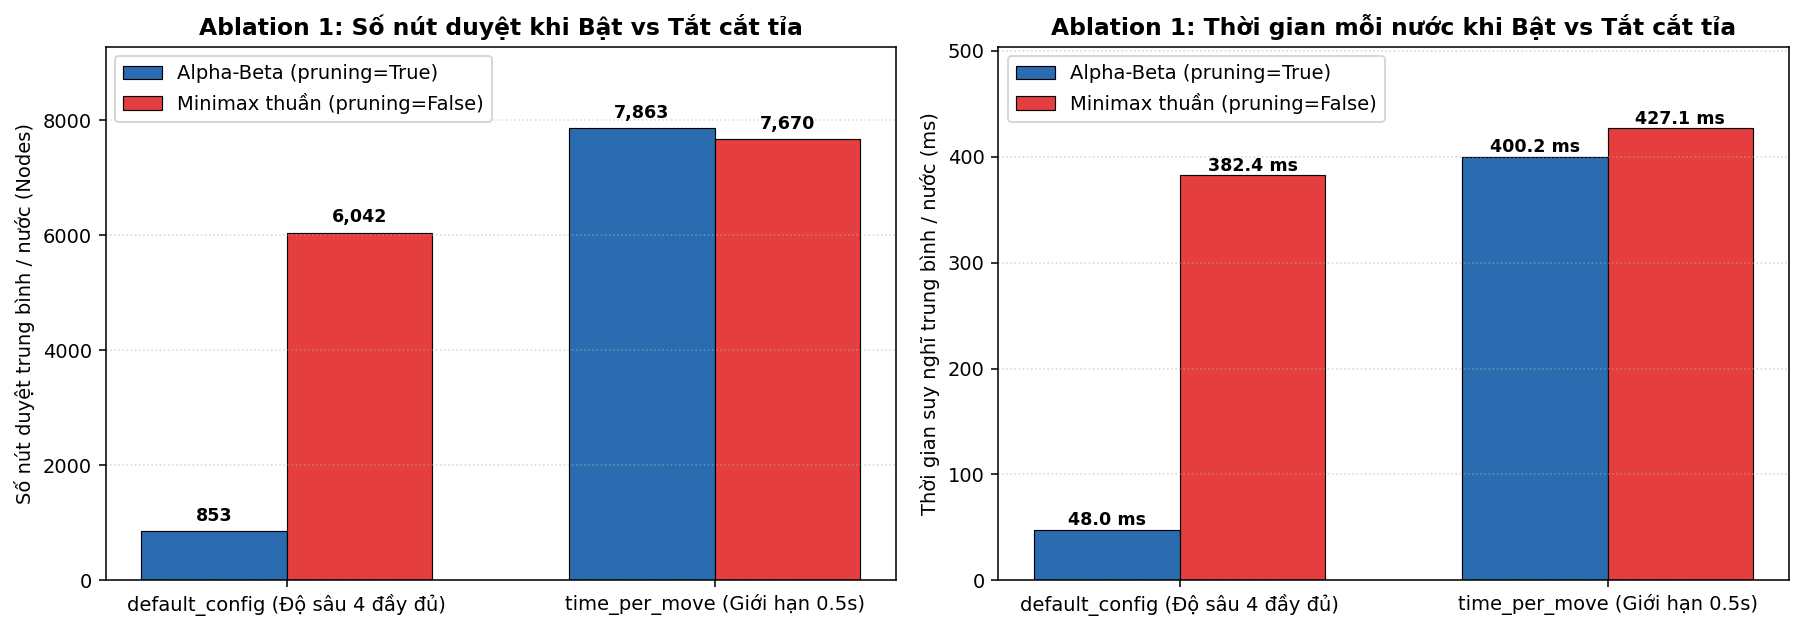 Ablation 1: Số nút duyệt khi Bật vs Tắt cắt tỉa
Alpha-Beta (pruning=True)
Minimax thuần (pruning=False)
Số nút duyệt trung bình / nước (Nodes)
8000
6000
4000
2000
0
853
6,042
7,863
7,670
default_config (Độ sâu 4 đầy đủ)
time_per_move (Giới hạn 0.5s)
Ablation 1: Thời gian mỗi nước khi Bật vs Tắt cắt tỉa
Alpha-Beta (pruning=True)
Minimax thuần (pruning=False)
Thời gian suy nghĩ trung bình / nước (ms)
500
400
300
200
100
0
48.0 ms
382.4 ms
400.2 ms
427.1 ms
default_config (Độ sâu 4 đầy đủ)
time_per_move (Giới hạn 0.5s)